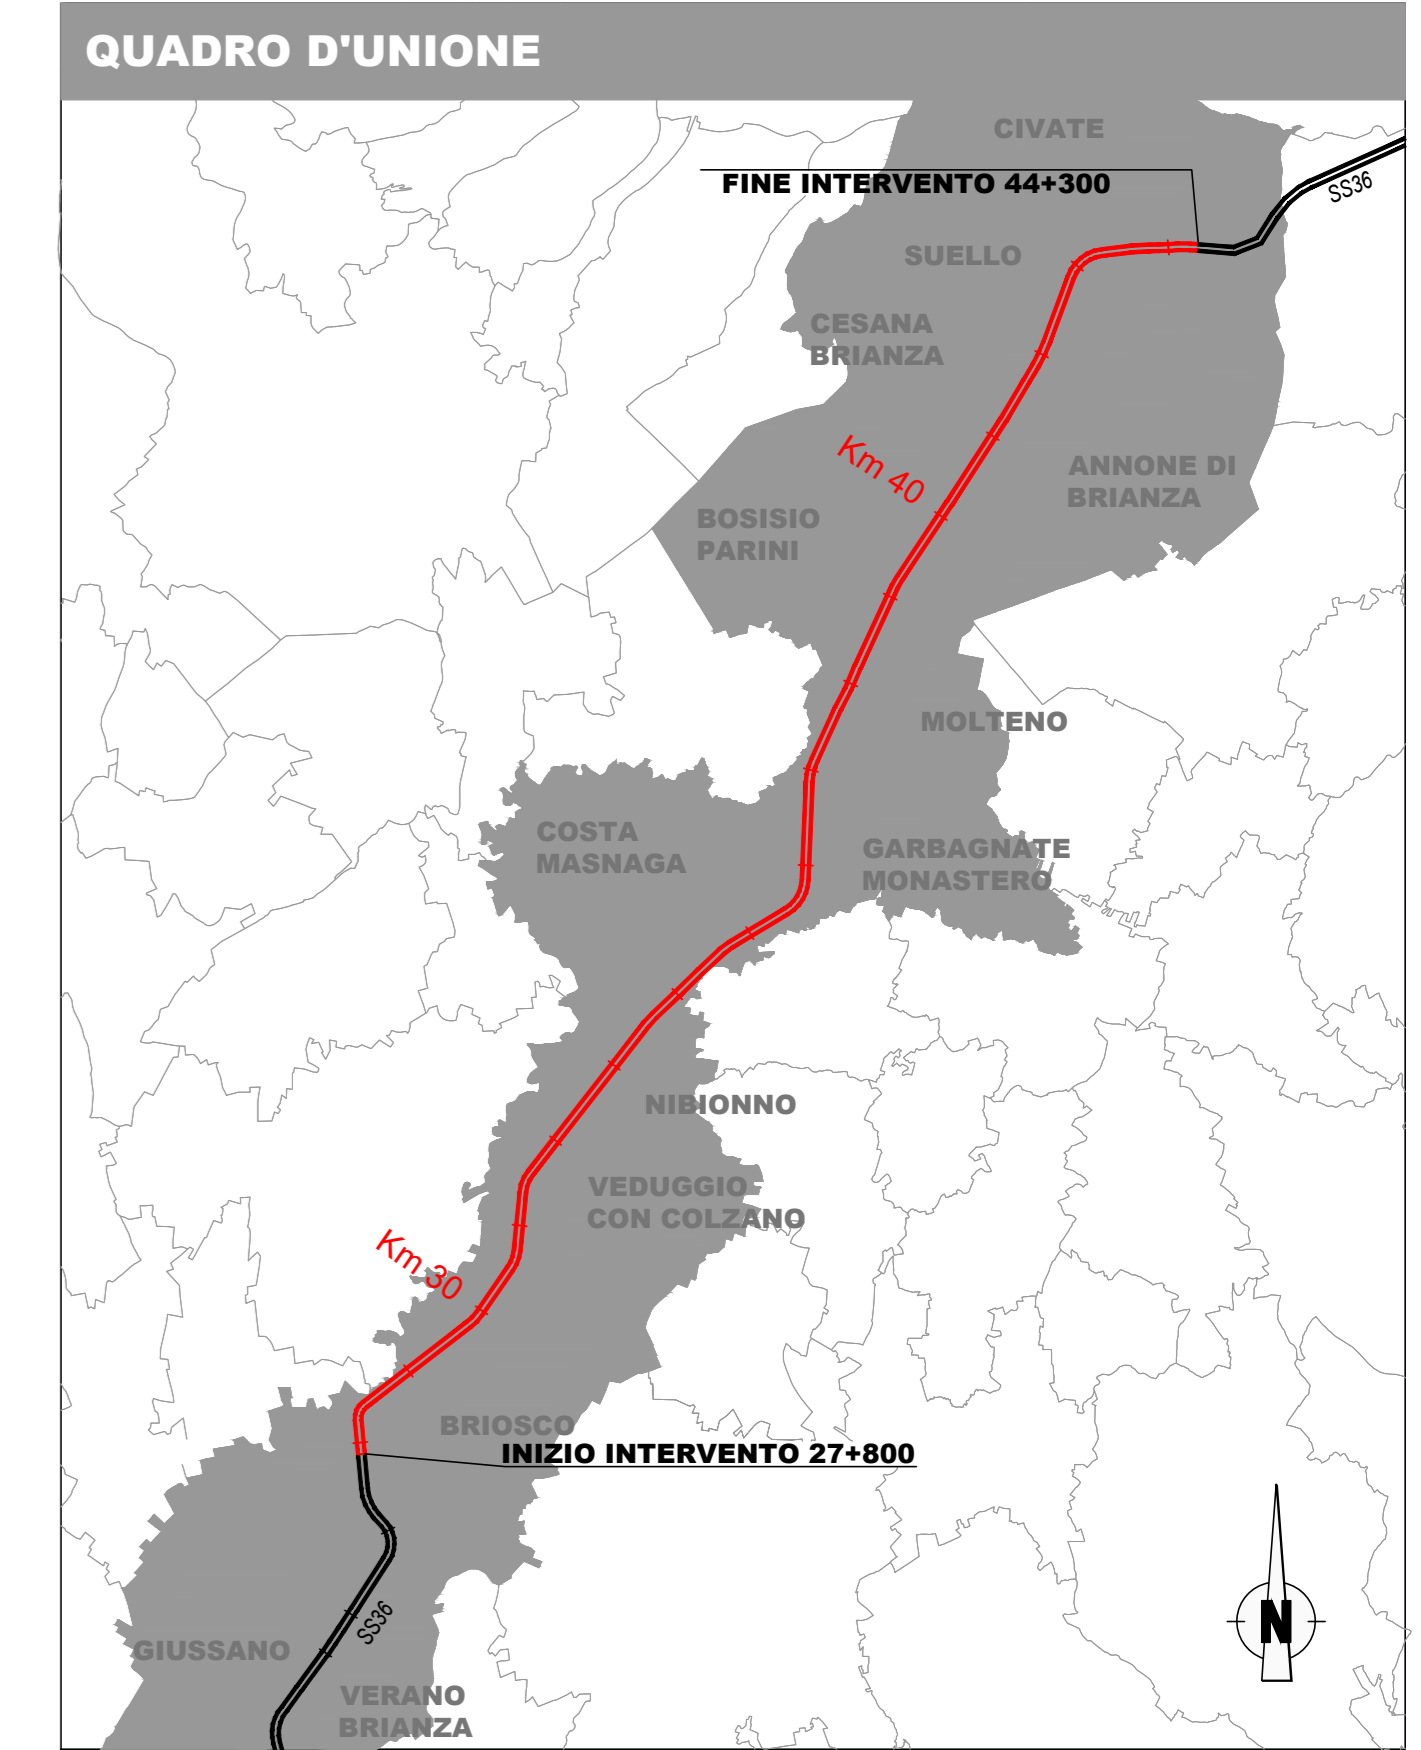 QUADRO D'UNIONE
CIVATE
FINE INTERVENTO 44+300
SS36
SUELLO
CESANA
BRIANZA
Km 40
ANNONE DI
BRIANZA
BOSISIO
PARINI
MOLTENO
COSTA
MASNAGA
GARBAGNATE
MONASTERO
NIBIONNO
VEDUGGIO
CON COLZANO
Km 30
BRIOSCO
INIZIO INTERVENTO 27+800
SS36
N
GIUSSANO
VERANO
BRIANZA